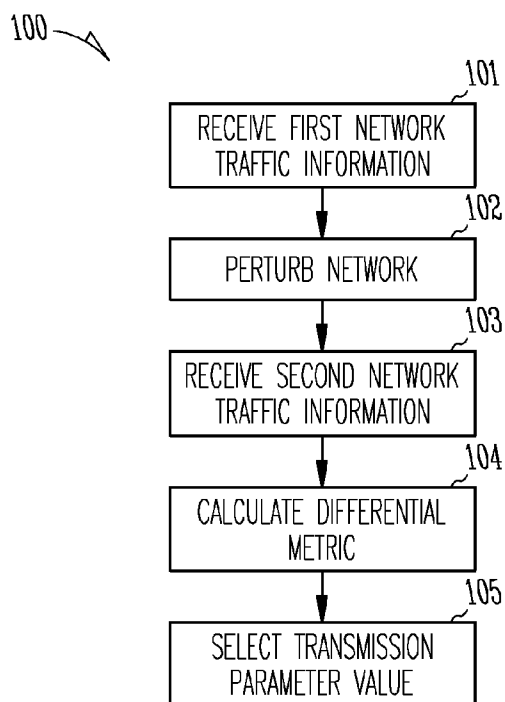 100
101
RECEIVE FIRST NETWORK
TRAFFIC INFORMATION
102
PERTURB NETWORK
103
RECEIVE SECOND NETWORK
TRAFFIC INFORMATION
104
CALCULATE DIFFERENTIAL
METRIC
105
SELECT TRANSMISSION
PARAMETER VALUE